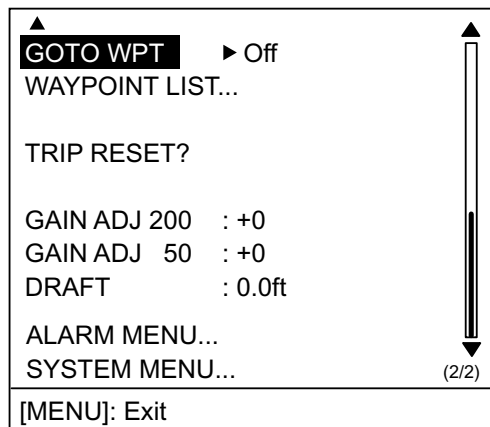 ▲
GOTO WPT ▶ Off
WAYPOINT LIST...
TRIP RESET?
GAIN ADJ 200 : +0
GAIN ADJ 50 : +0
DRAFT : 0.0ft
ALARM MENU...
SYSTEM MENU...
(2/2)
[MENU]: Exit